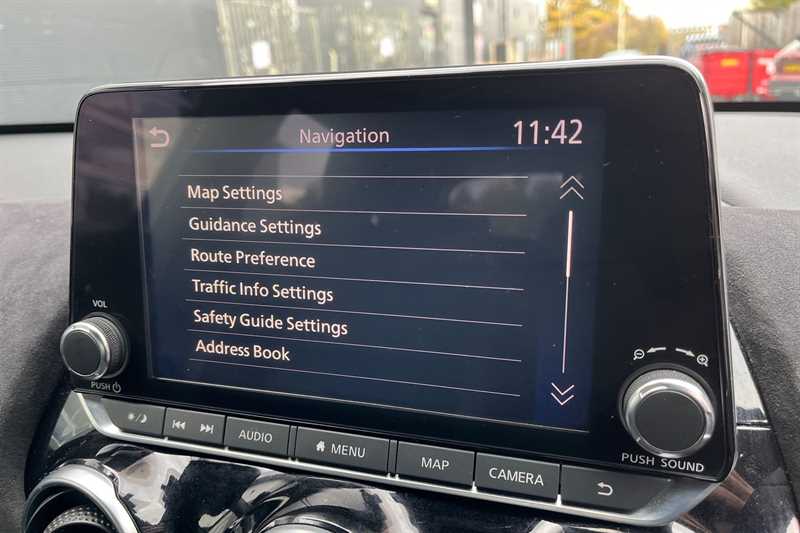 Navigation 11:42
Map Settings
Guidance Settings
Route Preference
Traffic Info Settings
Safety Guide Settings
Address Book
VOL
PUSH
AUDIO
MENU
MAP
CAMERA
PUSH SOUND